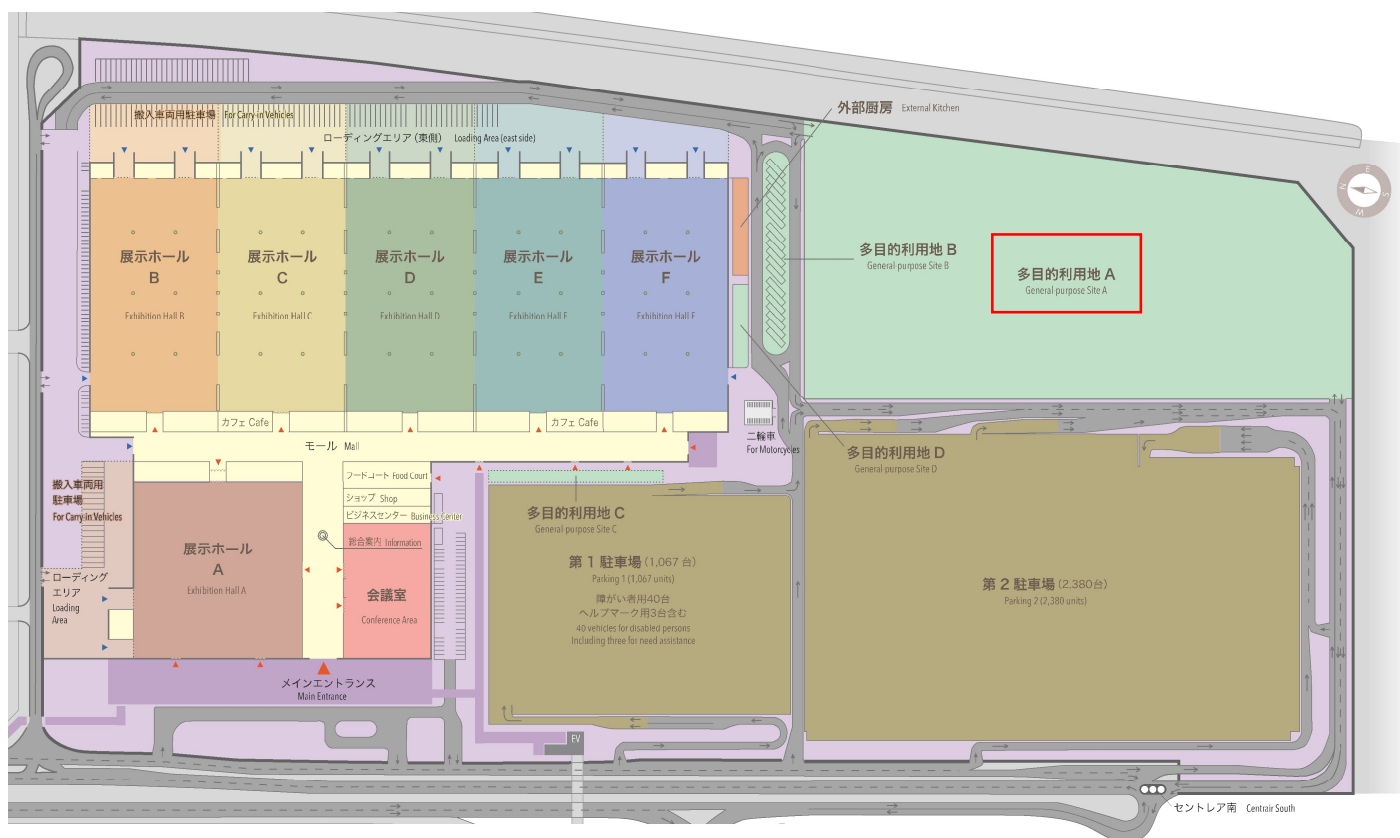 外部厨房 External Kitchen
搬入車両用駐車場 For Carry-in Vehicles
ローディングエリア（東側） Loading Area (east side)
E
N
S
W
展示ホール
B
Exhibition Hall B
展示ホール
C
Exhibition Hall C
展示ホール
D
Exhibition Hall D
展示ホール
E
Exhibition Hall E
展示ホール
F
Exhibition Hall F
多目的利用地 B
General-purpose Site B
多目的利用地 A
General-purpose Site A
カフェ Cafe
カフェ Cafe
モール Mall
二輪車
For Motorcycles
多目的利用地 D
General-purpose Site D
搬入車両用
駐車場
For Carry-in Vehicles
フードコート Food Court
ショップ Shop
ビジネスセンター Business Center
総合案内 Information
多目的利用地 C
General-purpose Site C
展示ホール
A
Exhibition Hall A
会議室
Conference Area
ローディング
エリア
Loading
Area
第 1 駐車場（1,067 台）
Parking 1 (1,067 units)
障がい者用40台
ヘルプマーク用3台含む
40 vehicles for disabled persons
Including three for need assistance
第 2 駐車場（2,380台）
Parking 2 (2,380 units)
メインエントランス
Main Entrance
EV
セントレア南 Centrair South